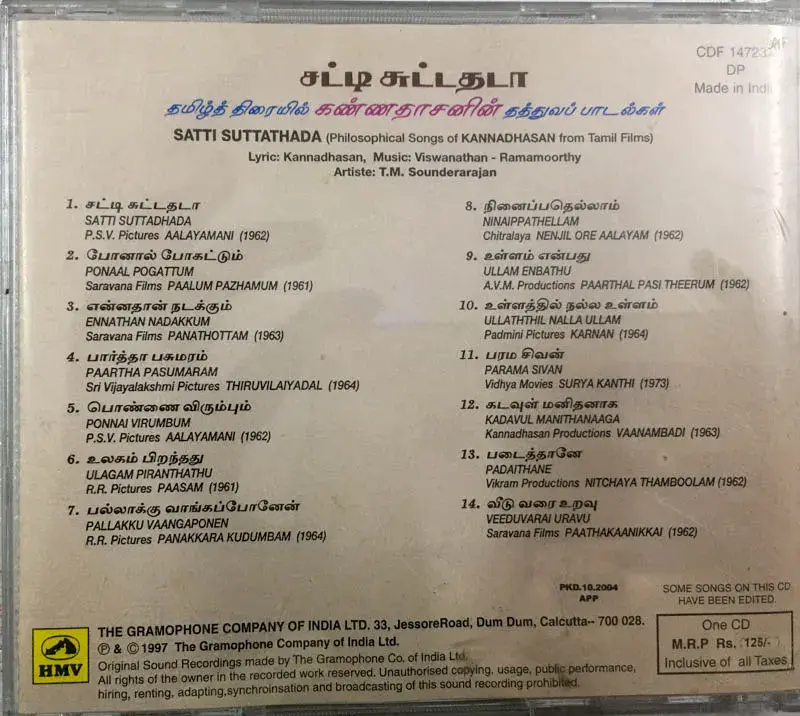 சட்டி சுட்டதடா
தமிழ்த் திரையில் கண்ணதாசனின் தத்துவப் பாடல்கள்
SATTI SUTTATHADA (Philosophical Songs of KANNADHASAN from Tamil Films)
Lyric: Kannadhasan, Music: Viswanathan - Ramamoorthy
Artiste: T.M. Sounderarajan
CDF 14723
DP
Made in Indi
1. சட்டி சுட்டதடா
SATTI SUTTADHADA
P.S.V. Pictures AALAYAMANI (1962)
2. போனால் போகட்டும்
PONAAL POGATTUM
Saravana Films PAALUM PAZHAMUM (1961)
3. என்னதான் நடக்கும்
ENNATHAN NADAKKUM
Saravana Films PANATHOTTAM (1963)
4. பார்த்தா பசுமரம்
PAARTHA PASUMARAM
Sri Vijayalakshmi Pictures THIRUVILAIYADAL (1964)
5. பொண்ணை விரும்பும்
PONNAI VIRUMBUM
P.S.V. Pictures AALAYAMANI (1962)
6. உலகம் பிறந்தது
ULAGAM PIRANTHATHU
R.R. Pictures PAASAM (1961)
7. பல்லாக்கு வாங்கப்போனேன்
PALLAKKU VAANGAPONEN
R.R. Pictures PANAKKARA KUDUMBAM (1964)
8. நினைப்பதெல்லாம்
NINAIPPATHELLAM
Chitralaya NENJIL ORE AALAYAM (1962)
9. உள்ளம் என்பது
ULLAM ENBATHU
A.V.M. Productions PAARTHAL PASI THEERUM (1962)
10. உள்ளத்தில் நல்ல உள்ளம்
ULLATHTHIL NALLA ULLAM
Padmini Pictures KARNAN (1964)
11. பரம சிவன்
PARAMA SIVAN
Vidhya Movies SURYA KANTHI (1973)
12. கடவுள் மனிதனாக
KADAVUL MANITHANAAGA
Kannadhasan Productions VAANAMBADI (1963)
13. படைத்தானே
PADAITHANE
Vikram Productions NITCHAYA THAMBOOLAM (1962)
14. வீடு வரை உறவு
VEEDUVARAI URAVU
Saravana Films PAATHAKAANIKKAI (1962)
PKD.10.2004
APP
SOME SONGS ON THIS CD
HAVE BEEN EDITED.
HMV
THE GRAMOPHONE COMPANY OF INDIA LTD. 33, JessoreRoad, Dum Dum, Calcutta-- 700 028.
℗ & © 1997 The Gramophone Company of India Ltd.
Original Sound Recordings made by The Gramophone Co. of India Ltd.
All rights of the owner in the recorded work reserved. Unauthorised copying, usage, public performance,
hiring, renting, adapting,synchroinsation and broadcasting of this sound recording prohibited.
One CD
M.R.P Rs. 125/-
Inclusive of all Taxes